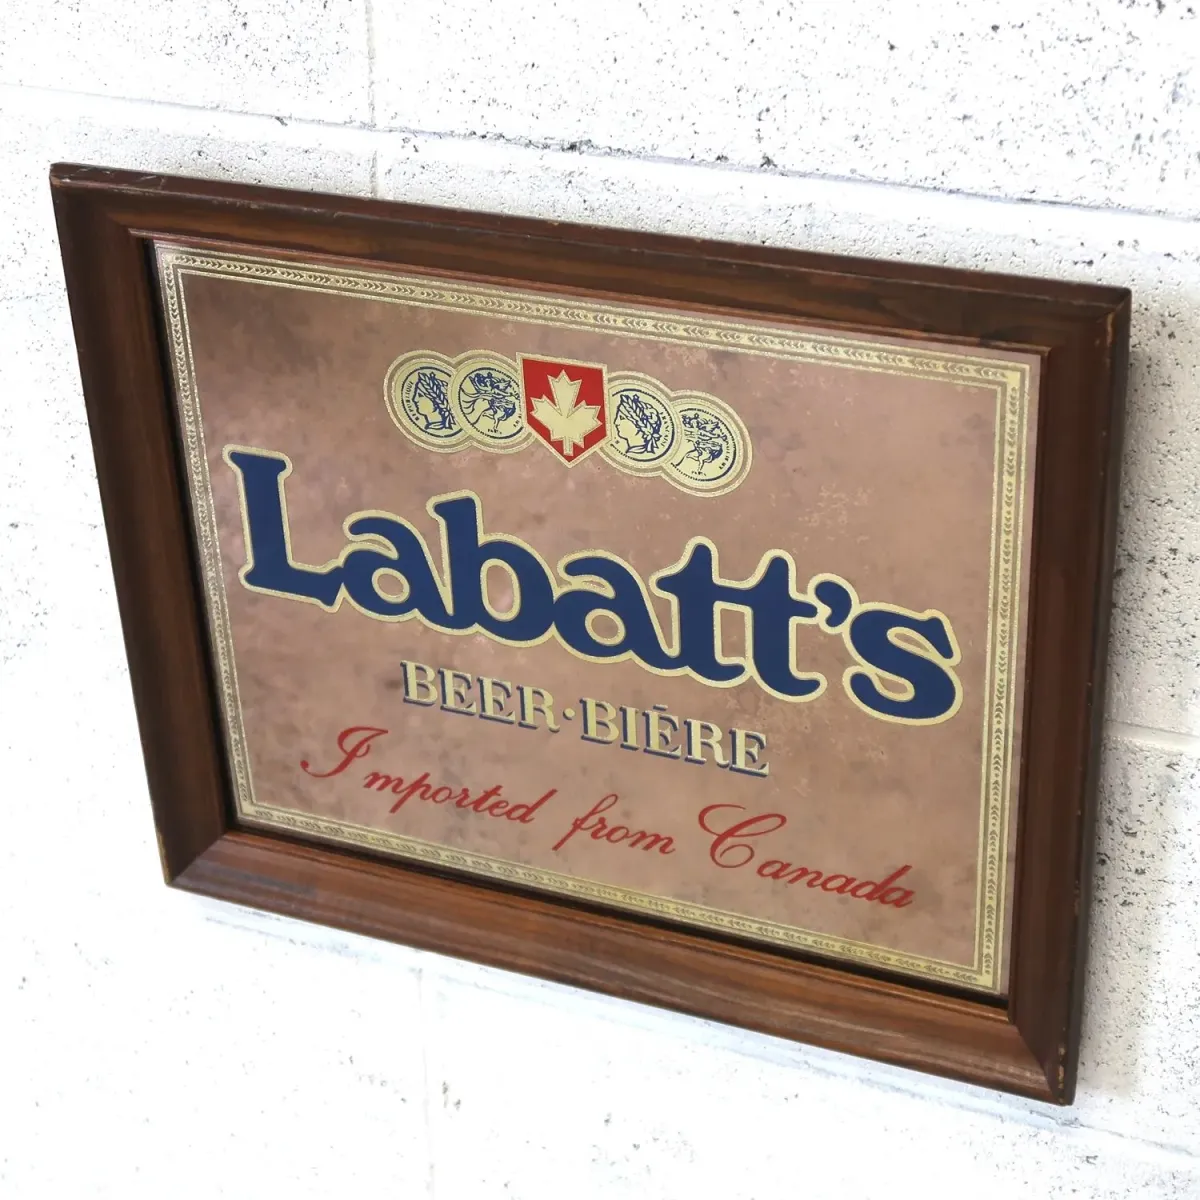 Labatt's
BEER·BIÈRE
Imported from Canada